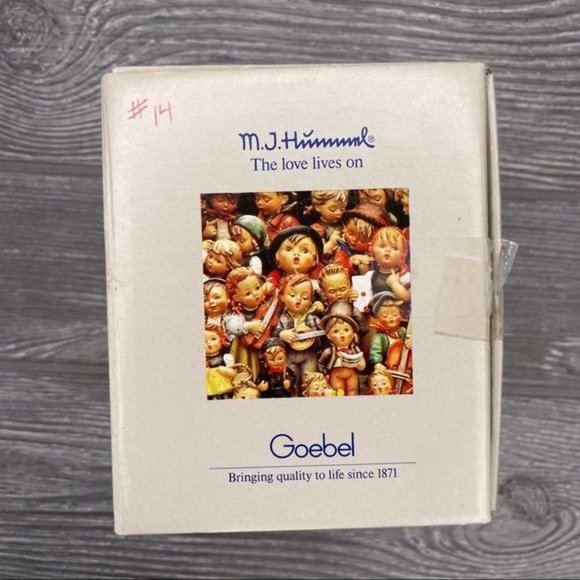 #14
M.J.Hummel®
The love lives on
Goebel
Bringing quality to life since 1871